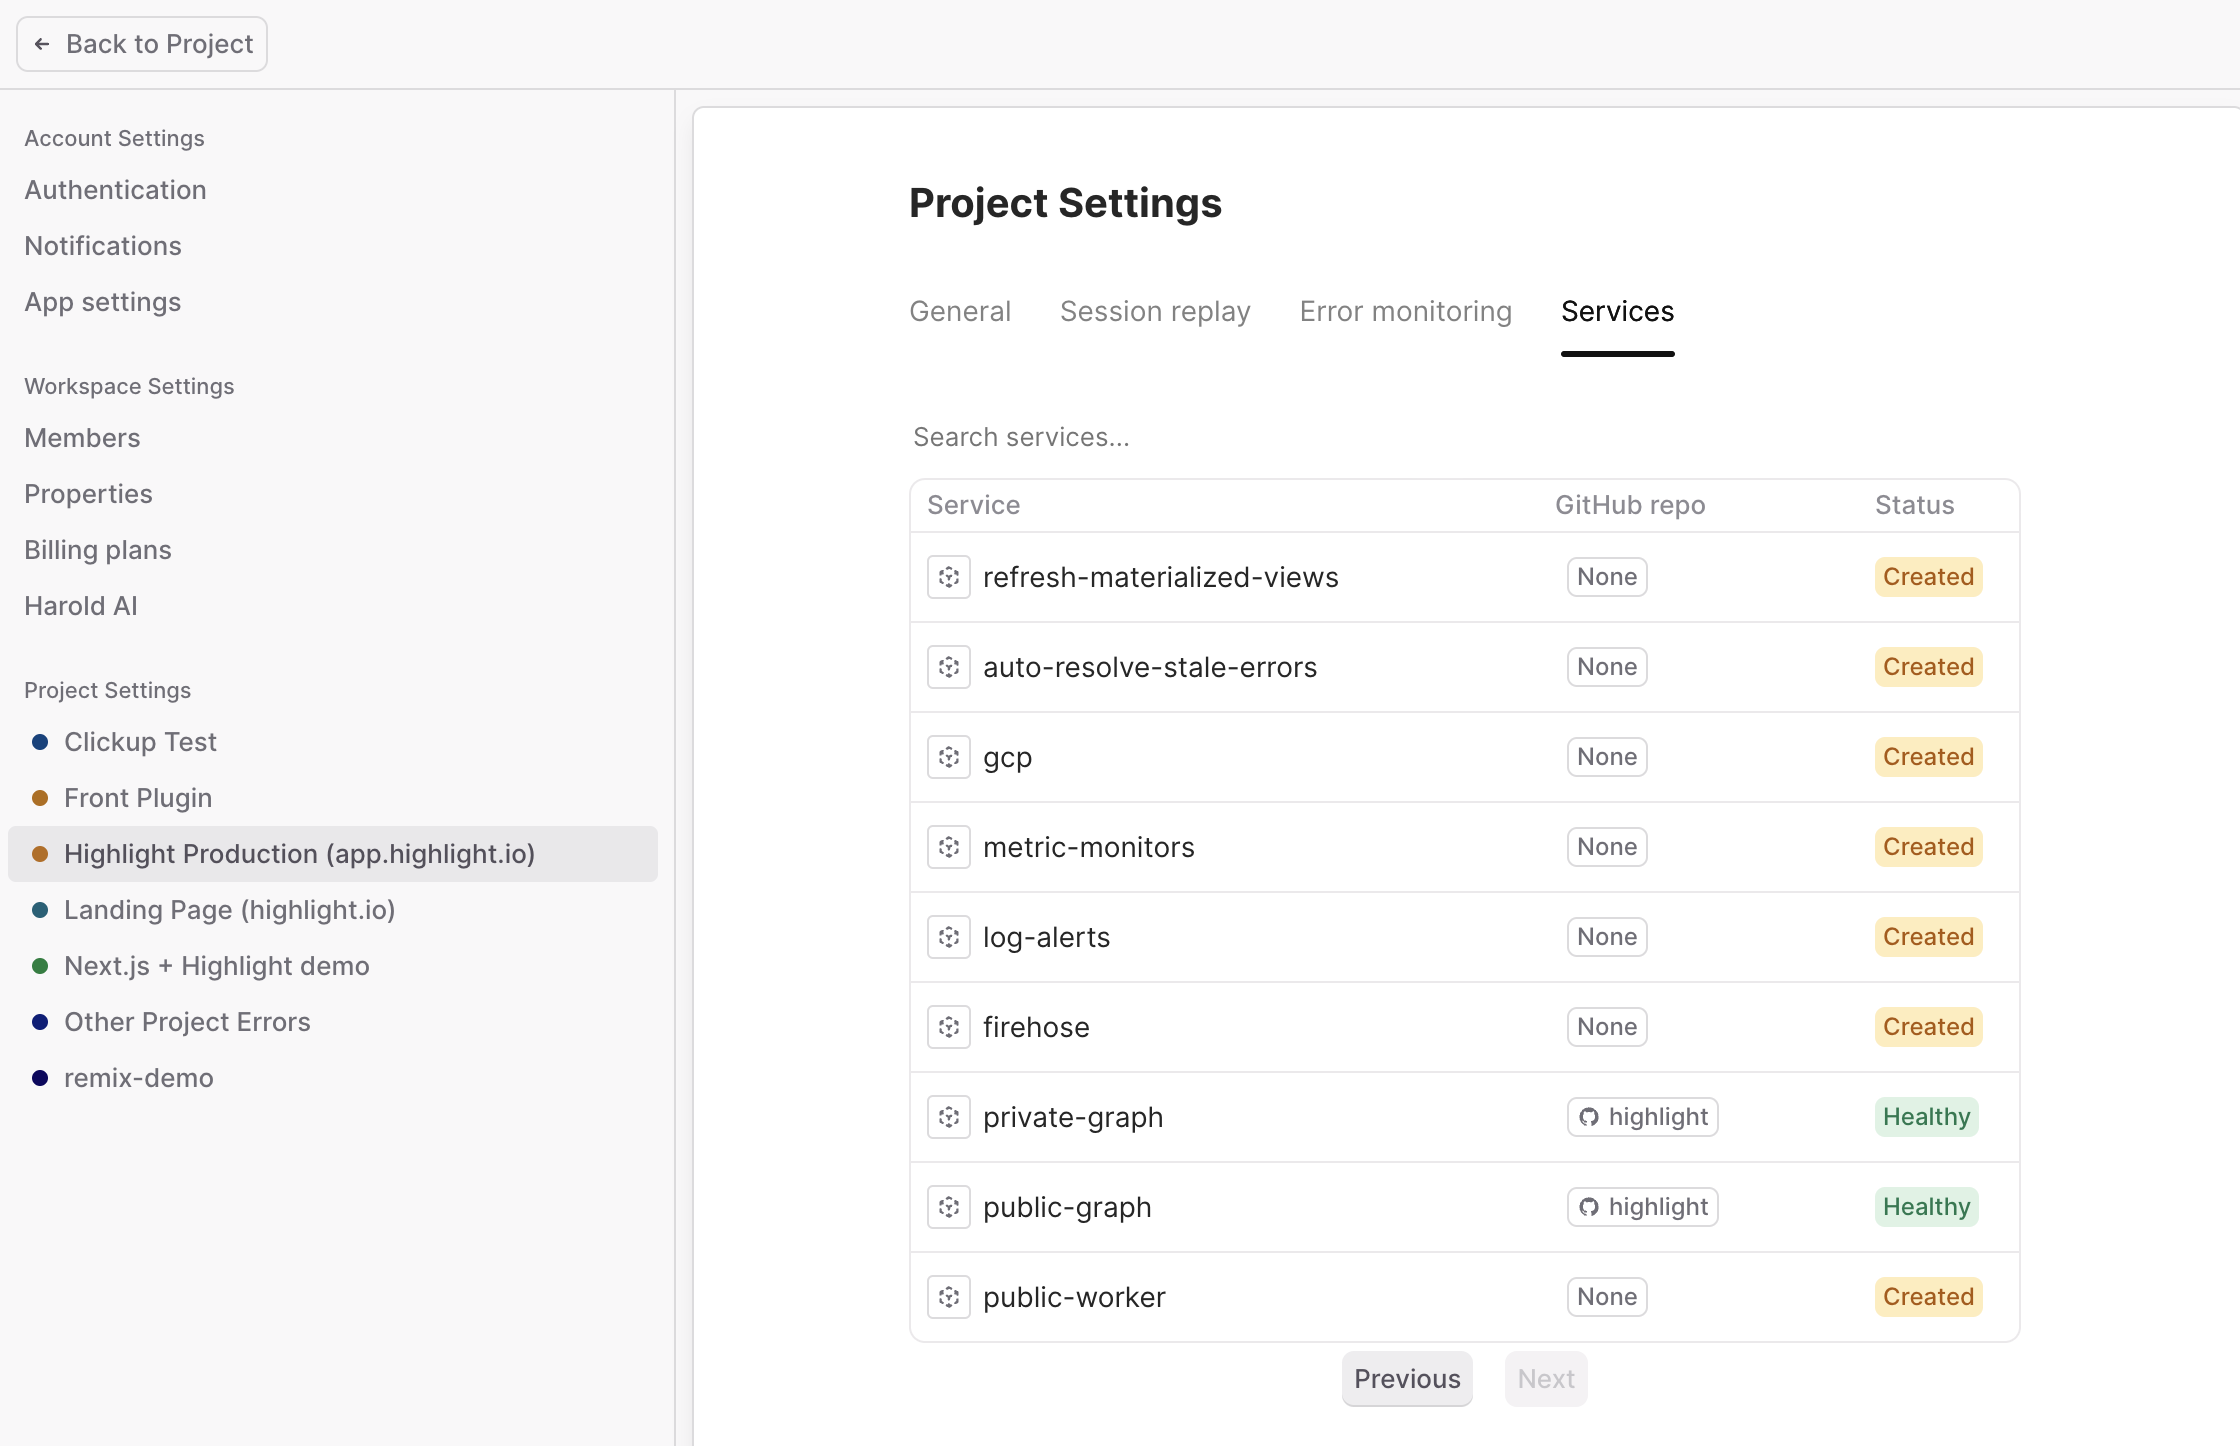 Back to Project
Account Settings
Authentication
Notifications
App settings
Workspace Settings
Members
Properties
Billing plans
Harold AI
Project Settings
Clickup Test
Front Plugin
Highlight Production (app.highlight.io)
Landing Page (highlight.io)
Next.js + Highlight demo
Other Project Errors
remix-demo
Project Settings
General Session replay Error monitoring Services
Search services...
Service GitHub repo Status
refresh-materialized-views None Created
auto-resolve-stale-errors None Created
gcp None Created
metric-monitors None Created
log-alerts None Created
firehose None Created
private-graph highlight Healthy
public-graph highlight Healthy
public-worker None Created
Previous Next